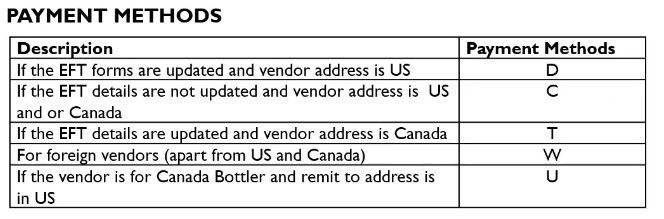 PAYMENT METHODS
Description Payment Methods
If the EFT forms are updated and vendor address is US D
If the EFT details are not updated and vendor address is US C
and or Canada
If the EFT details are updated and vendor address is Canada T
For foreign vendors (apart from US and Canada) W
If the vendor is for Canada Bottler and remit to address is U
in US